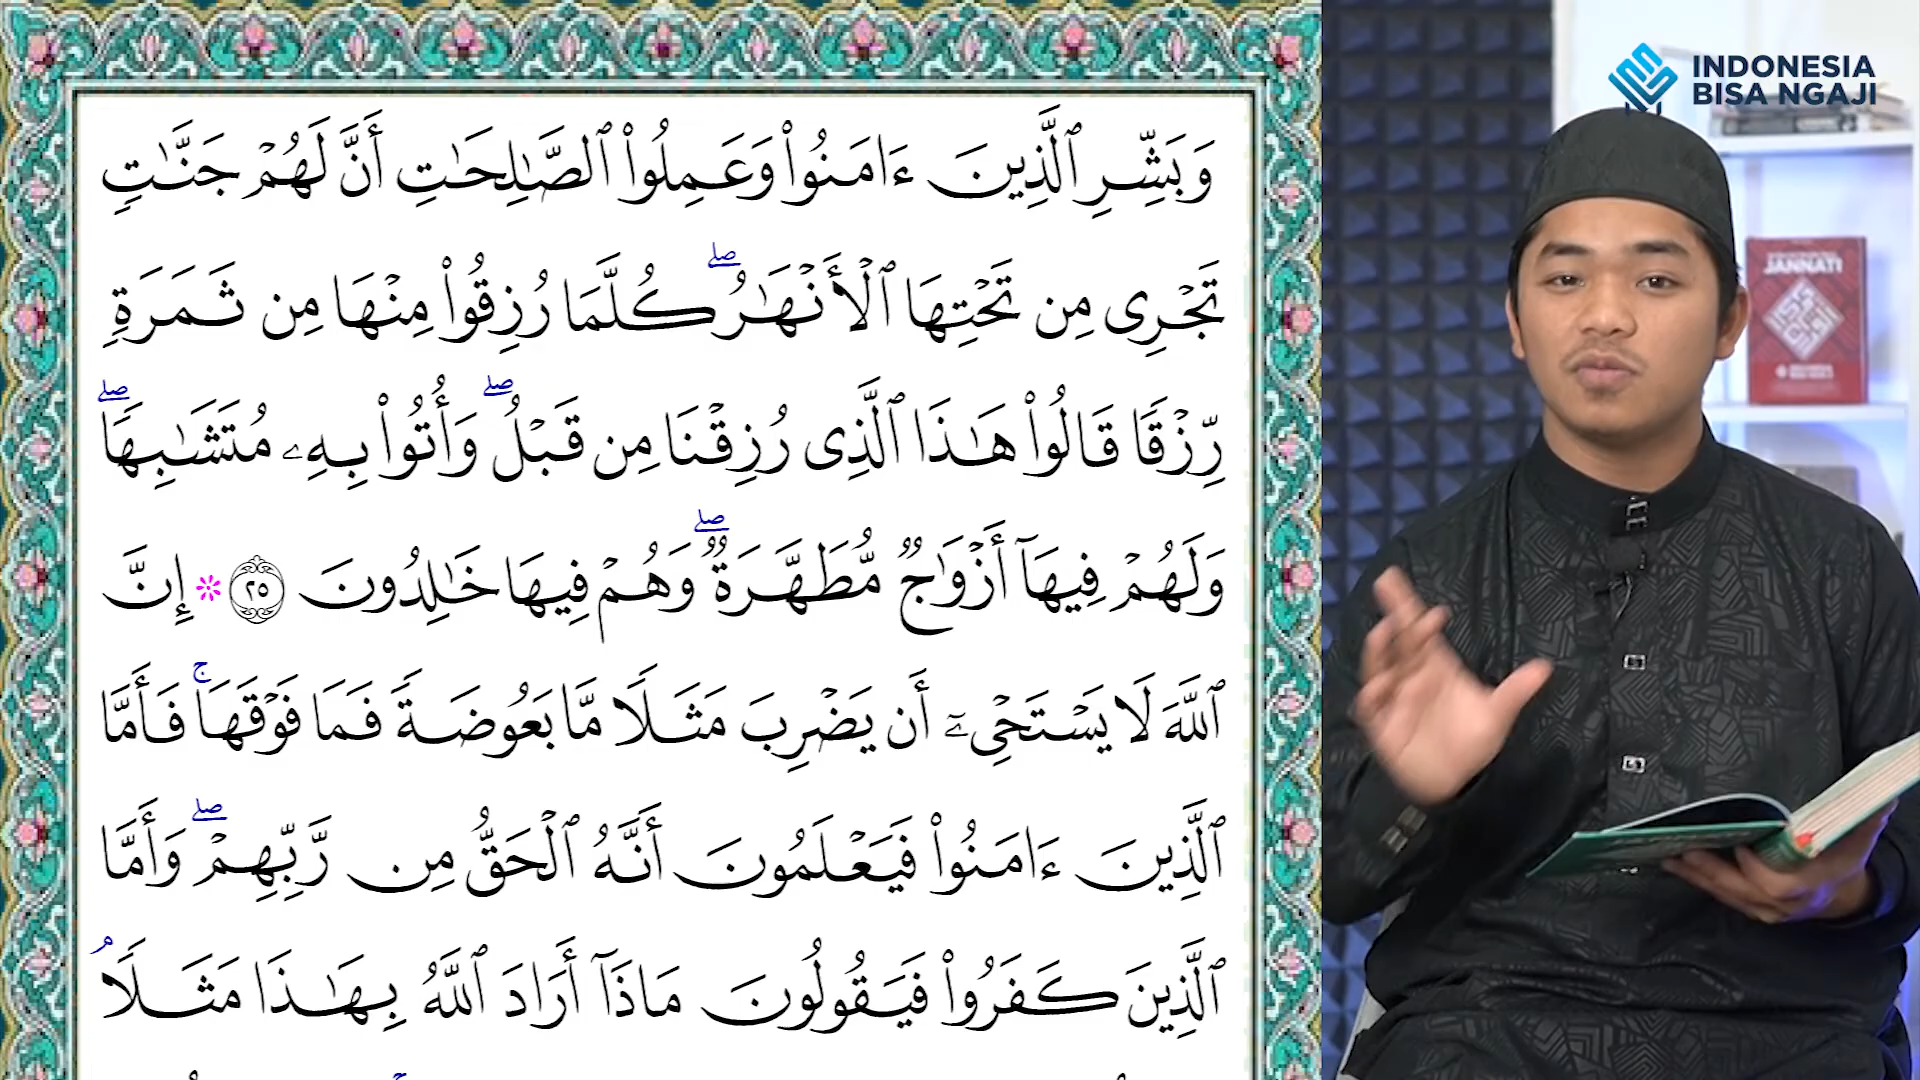 وَبَشِّرِ ٱلَّذِينَ ءَامَنُوا۟ وَعَمِلُوا۟ ٱلصَّٰلِحَٰتِ أَنَّ لَهُمْ جَنَّٰتٍ
تَجْرِى مِن تَحْتِهَا ٱلْأَنْهَٰرُ ۖ كُلَّمَا رُزِقُوا۟ مِنْهَا مِن ثَمَرَةٍ
رِّزْقًا قَالُوا۟ هَٰذَا ٱلَّذِى رُزِقْنَا مِن قَبْلُ ۖ وَأُتُوا۟ بِهِۦ مُتَشَٰبِهًا ۖ
وَلَهُمْ فِيهَآ أَزْوَٰجٌ مُّطَهَّرَةٌ ۖ وَهُمْ فِيهَا خَٰلِدُونَ ۝٢٥ ۞ إِنَّ
ٱللَّهَ لَا يَسْتَحْىِۦٓ أَن يَضْرِبَ مَثَلًا مَّا بَعُوضَةً فَمَا فَوْقَهَا ۚ فَأَمَّا
ٱلَّذِينَ ءَامَنُوا۟ فَيَعْلَمُونَ أَنَّهُ ٱلْحَقُّ مِن رَّبِّهِمْ ۖ وَأَمَّا
ٱلَّذِينَ كَفَرُوا۟ فَيَقُولُونَ مَاذَآ أَرَادَ ٱللَّهُ بِهَٰذَا مَثَلًا ۘ
INDONESIA
BISA NGAJI
JANNATI